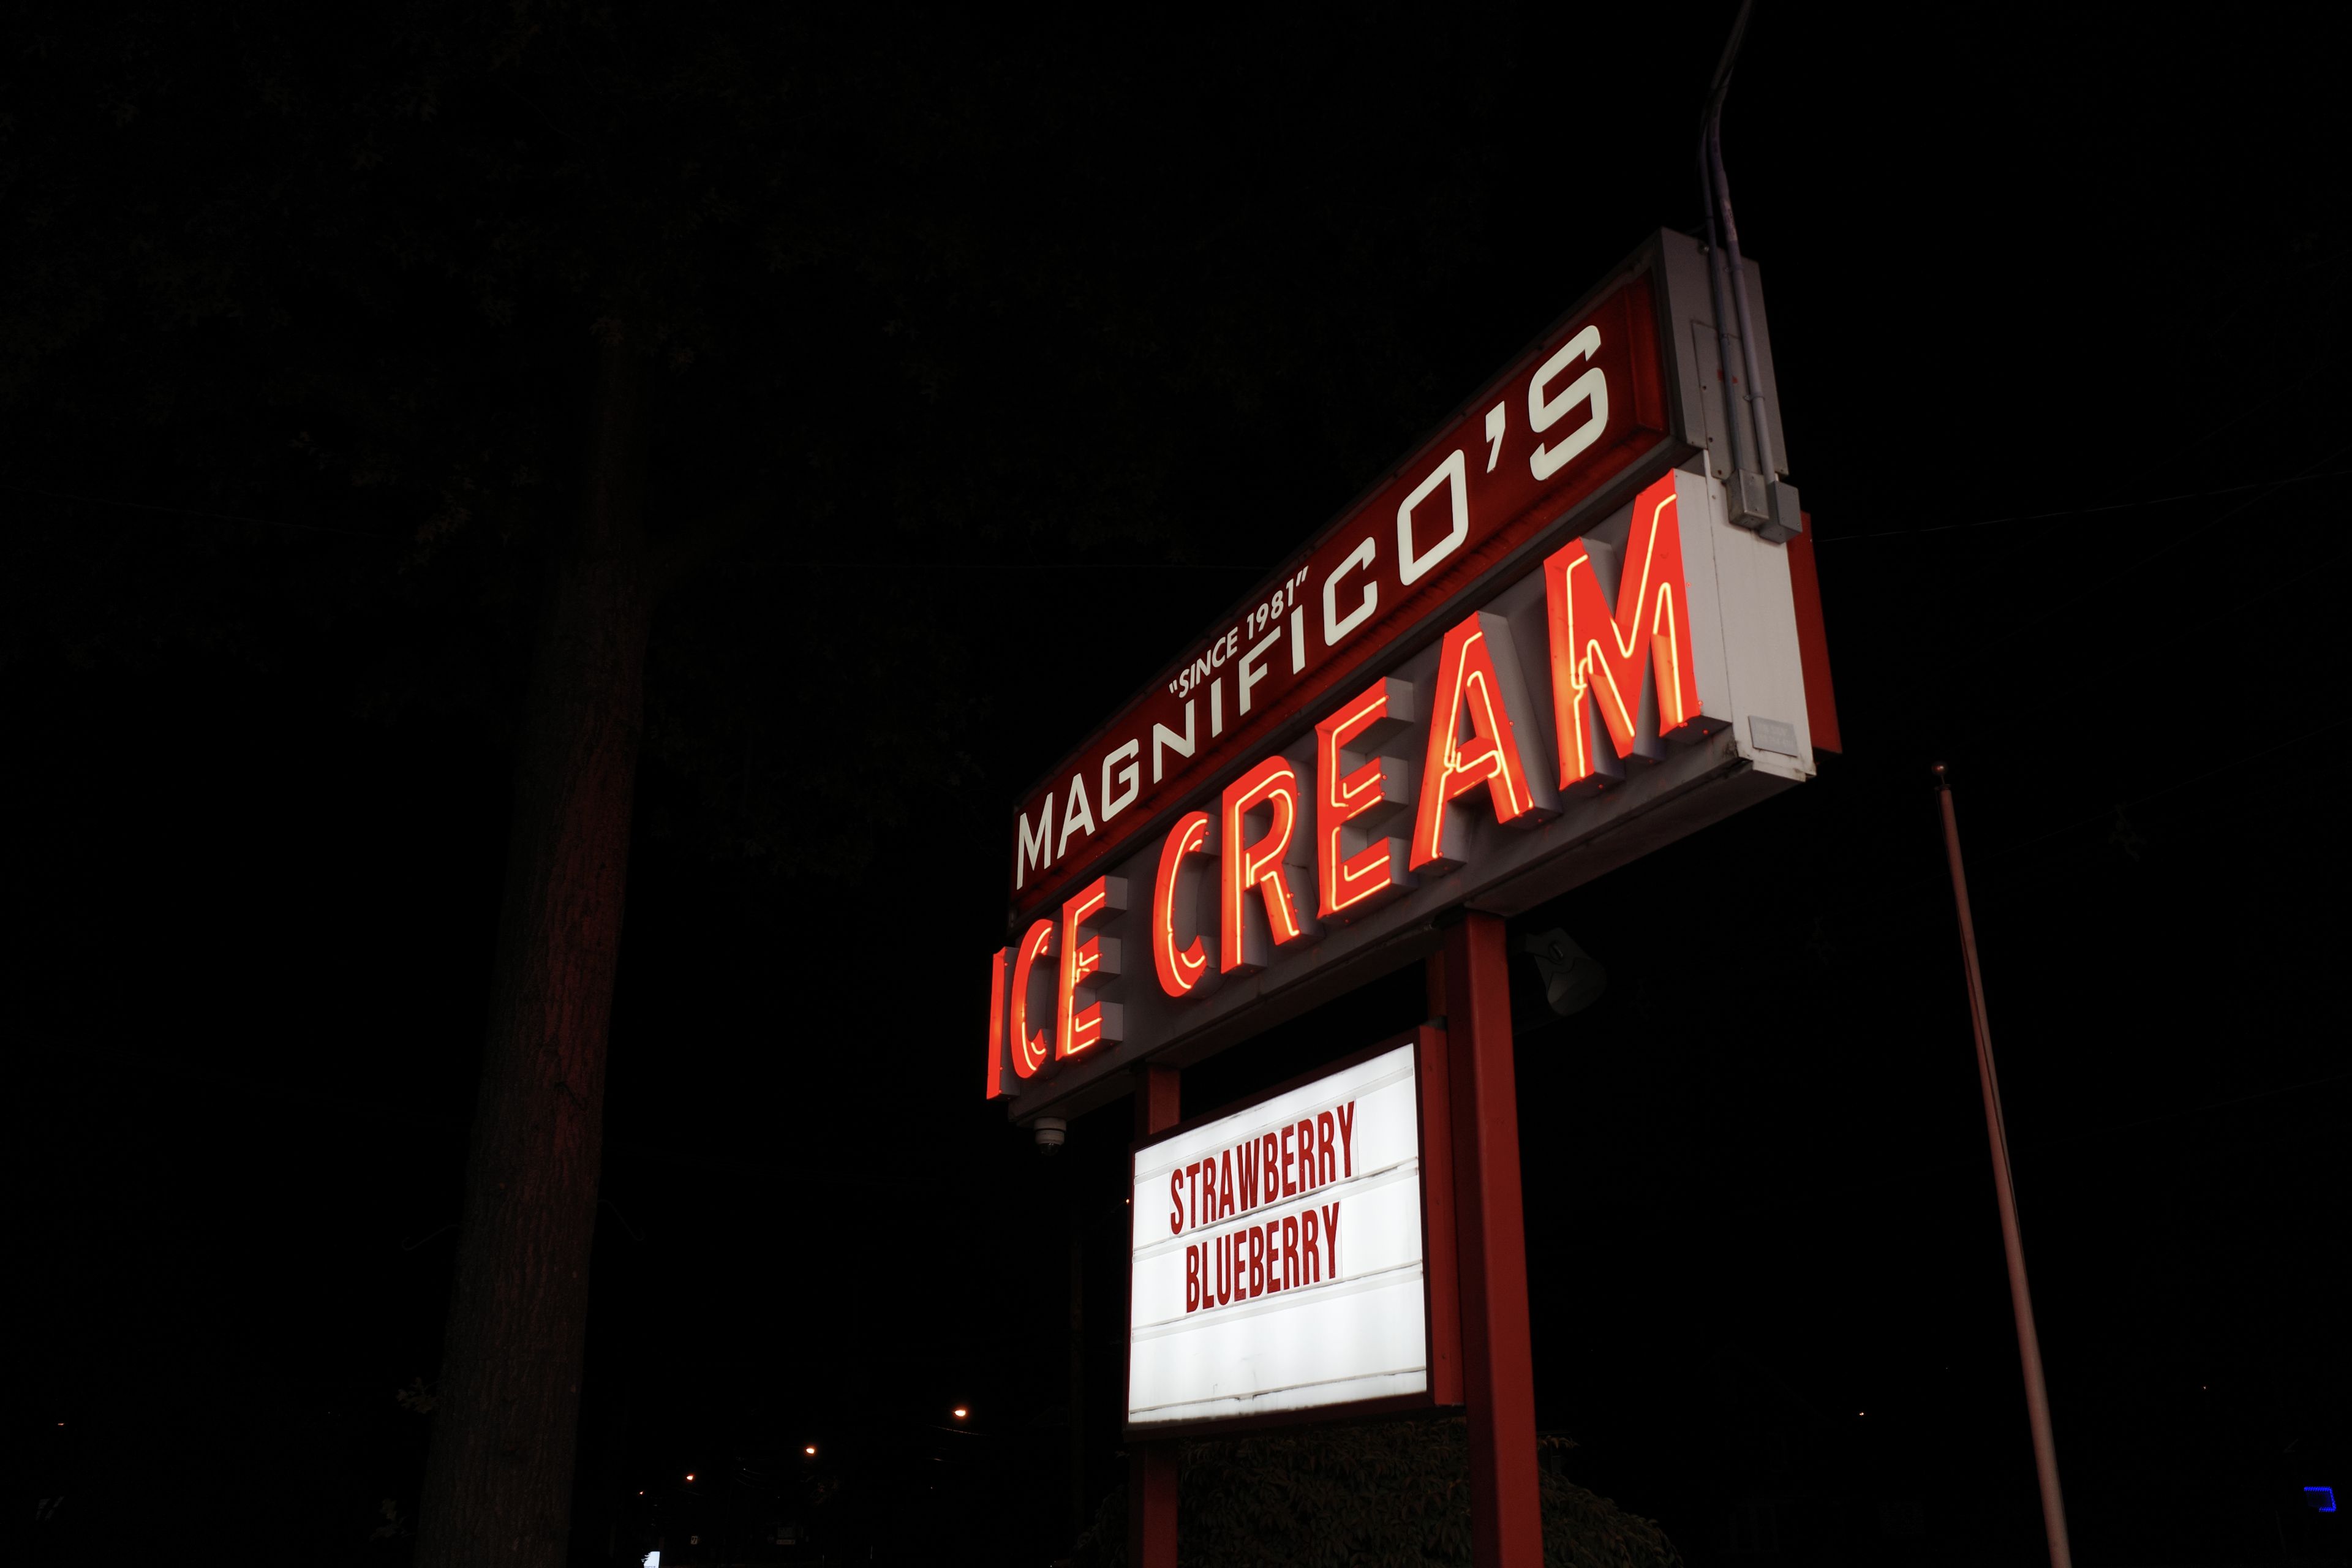 "SINCE 1981"
MAGNIFICO'S
ICE CREAM
STRAWBERRY
BLUEBERRY